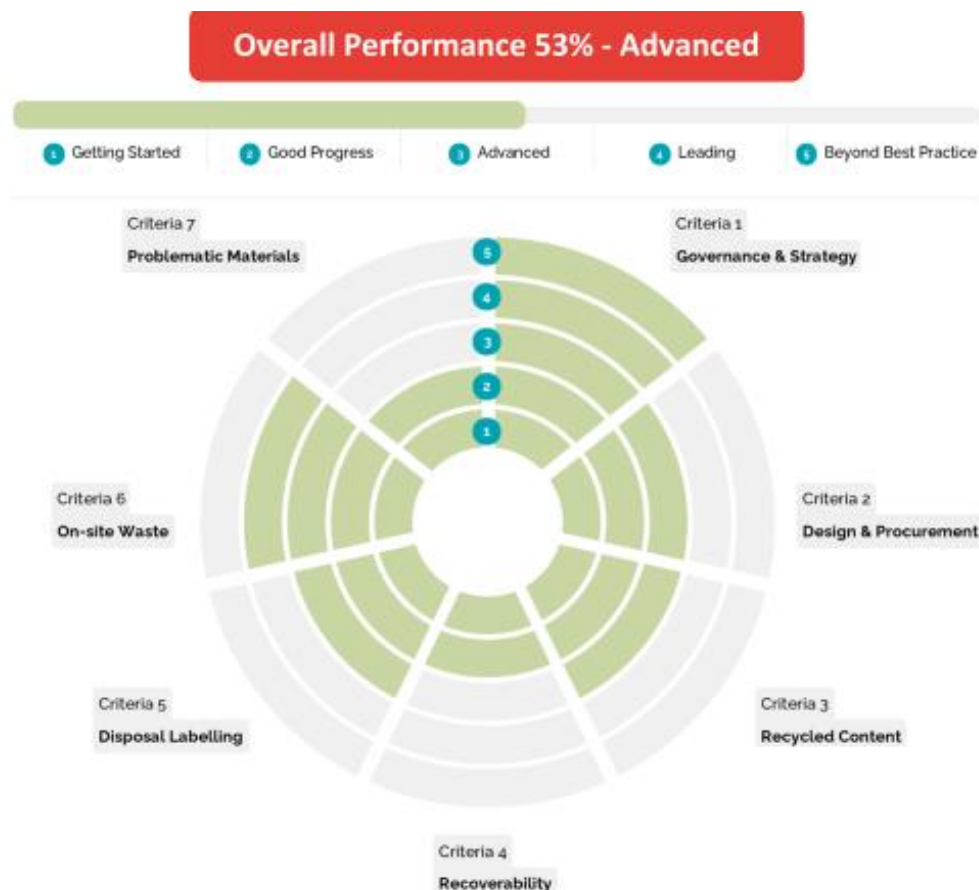 Overall Performance 53% - Advanced
1 Getting Started
2 Good Progress
3 Advanced
4 Leading
5 Beyond Best Practice
Criteria 7
Problematic Materials
Criteria 1
Governance & Strategy
5
4
3
2
1
Criteria 6
On-site Waste
Criteria 2
Design & Procurement
Criteria 5
Disposal Labelling
Criteria 3
Recycled Content
Criteria 4
Recoverability